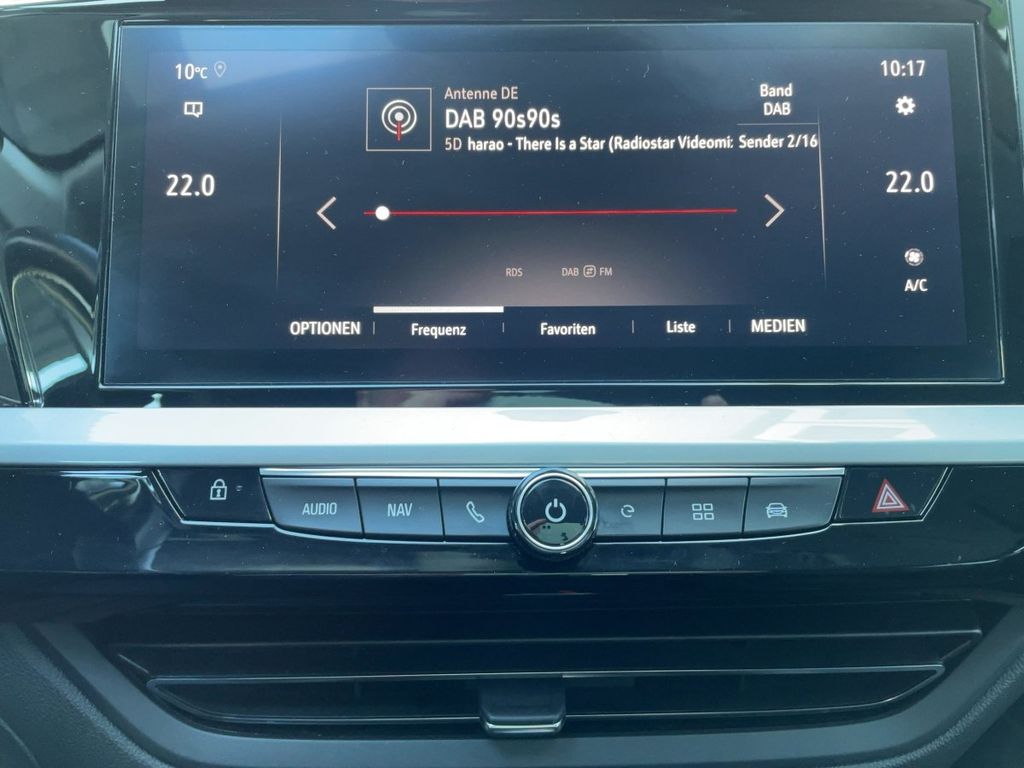 10°C
10:17
Antenne DE
Band
DAB 90s90s
DAB
5D harao - There Is a Star (Radiostar Videomi: Sender 2/16
22.0
22.0
RDS
DAB FM
A/C
OPTIONEN
Frequenz
Favoriten
Liste
MEDIEN
AUDIO
NAV